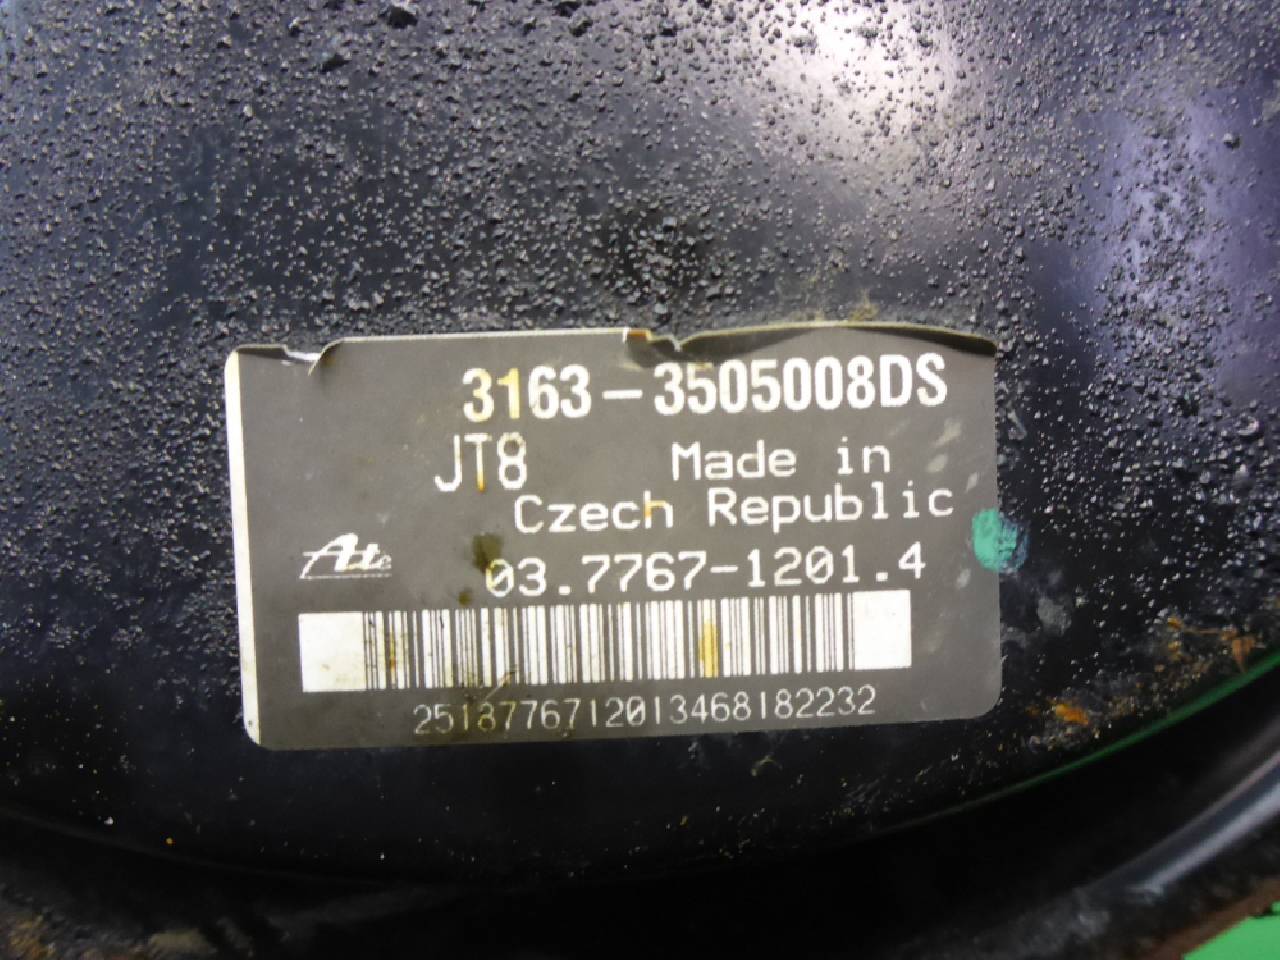 3163-3505008DS
JT8 Made in
Czech Republic
Ate 03.7767-1201.4
2518776712013468182232